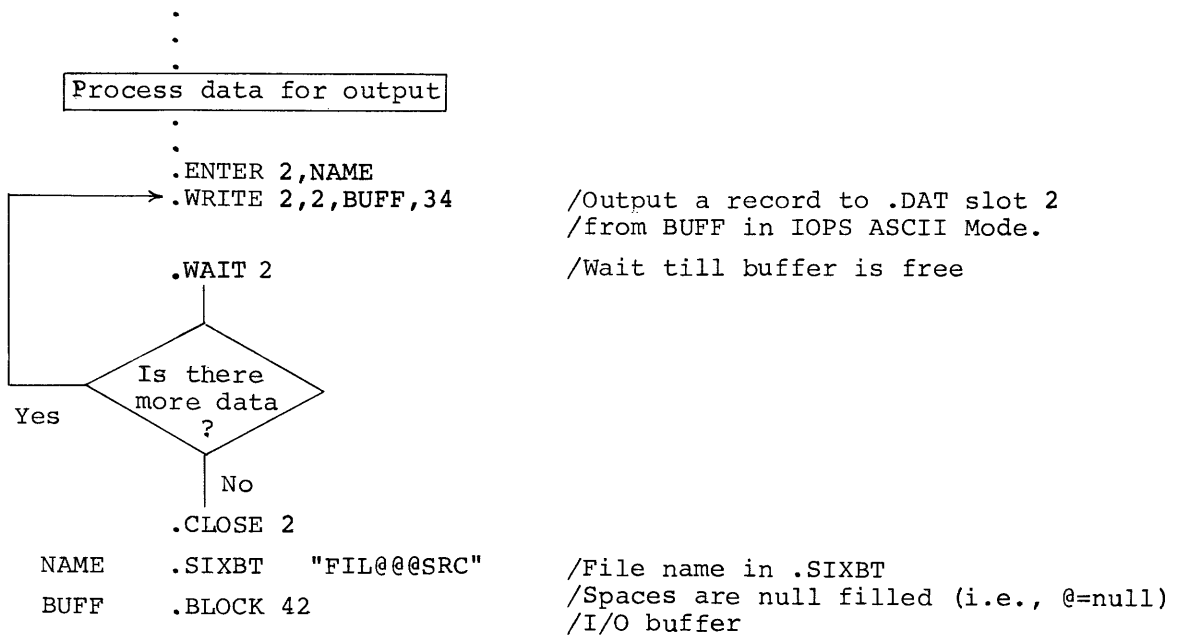 Process data for output
.ENTER 2,NAME
.WRITE 2,2,BUFF,34 /Output a record to .DAT slot 2
/from BUFF in IOPS ASCII Mode.
.WAIT 2 /Wait till buffer is free
Is there
more data
?
Yes
No
.CLOSE 2
NAME .SIXBT "FIL@@@SRC" /File name in .SIXBT
/Spaces are null filled (i.e., @=null)
BUFF .BLOCK 42
/I/O buffer